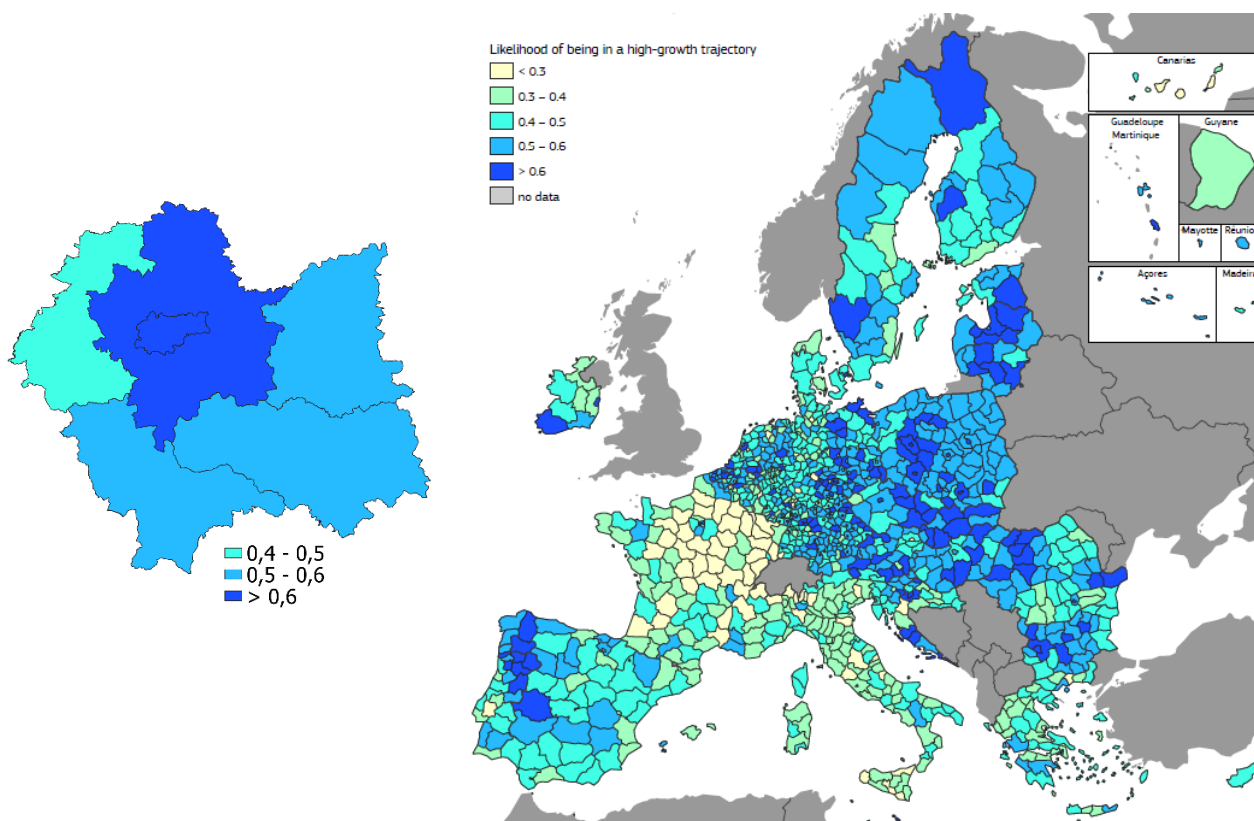 Likelihood of being in a high-growth trajectory
< 0.3
0.3 – 0.4
0.4 – 0.5
0.5 – 0.6
> 0.6
no data
Canarias
Guadeloupe
Martinique
Guyane
Mayotte
Réunio
Açores
Madeir
0,4 - 0,5
0,5 - 0,6
> 0,6